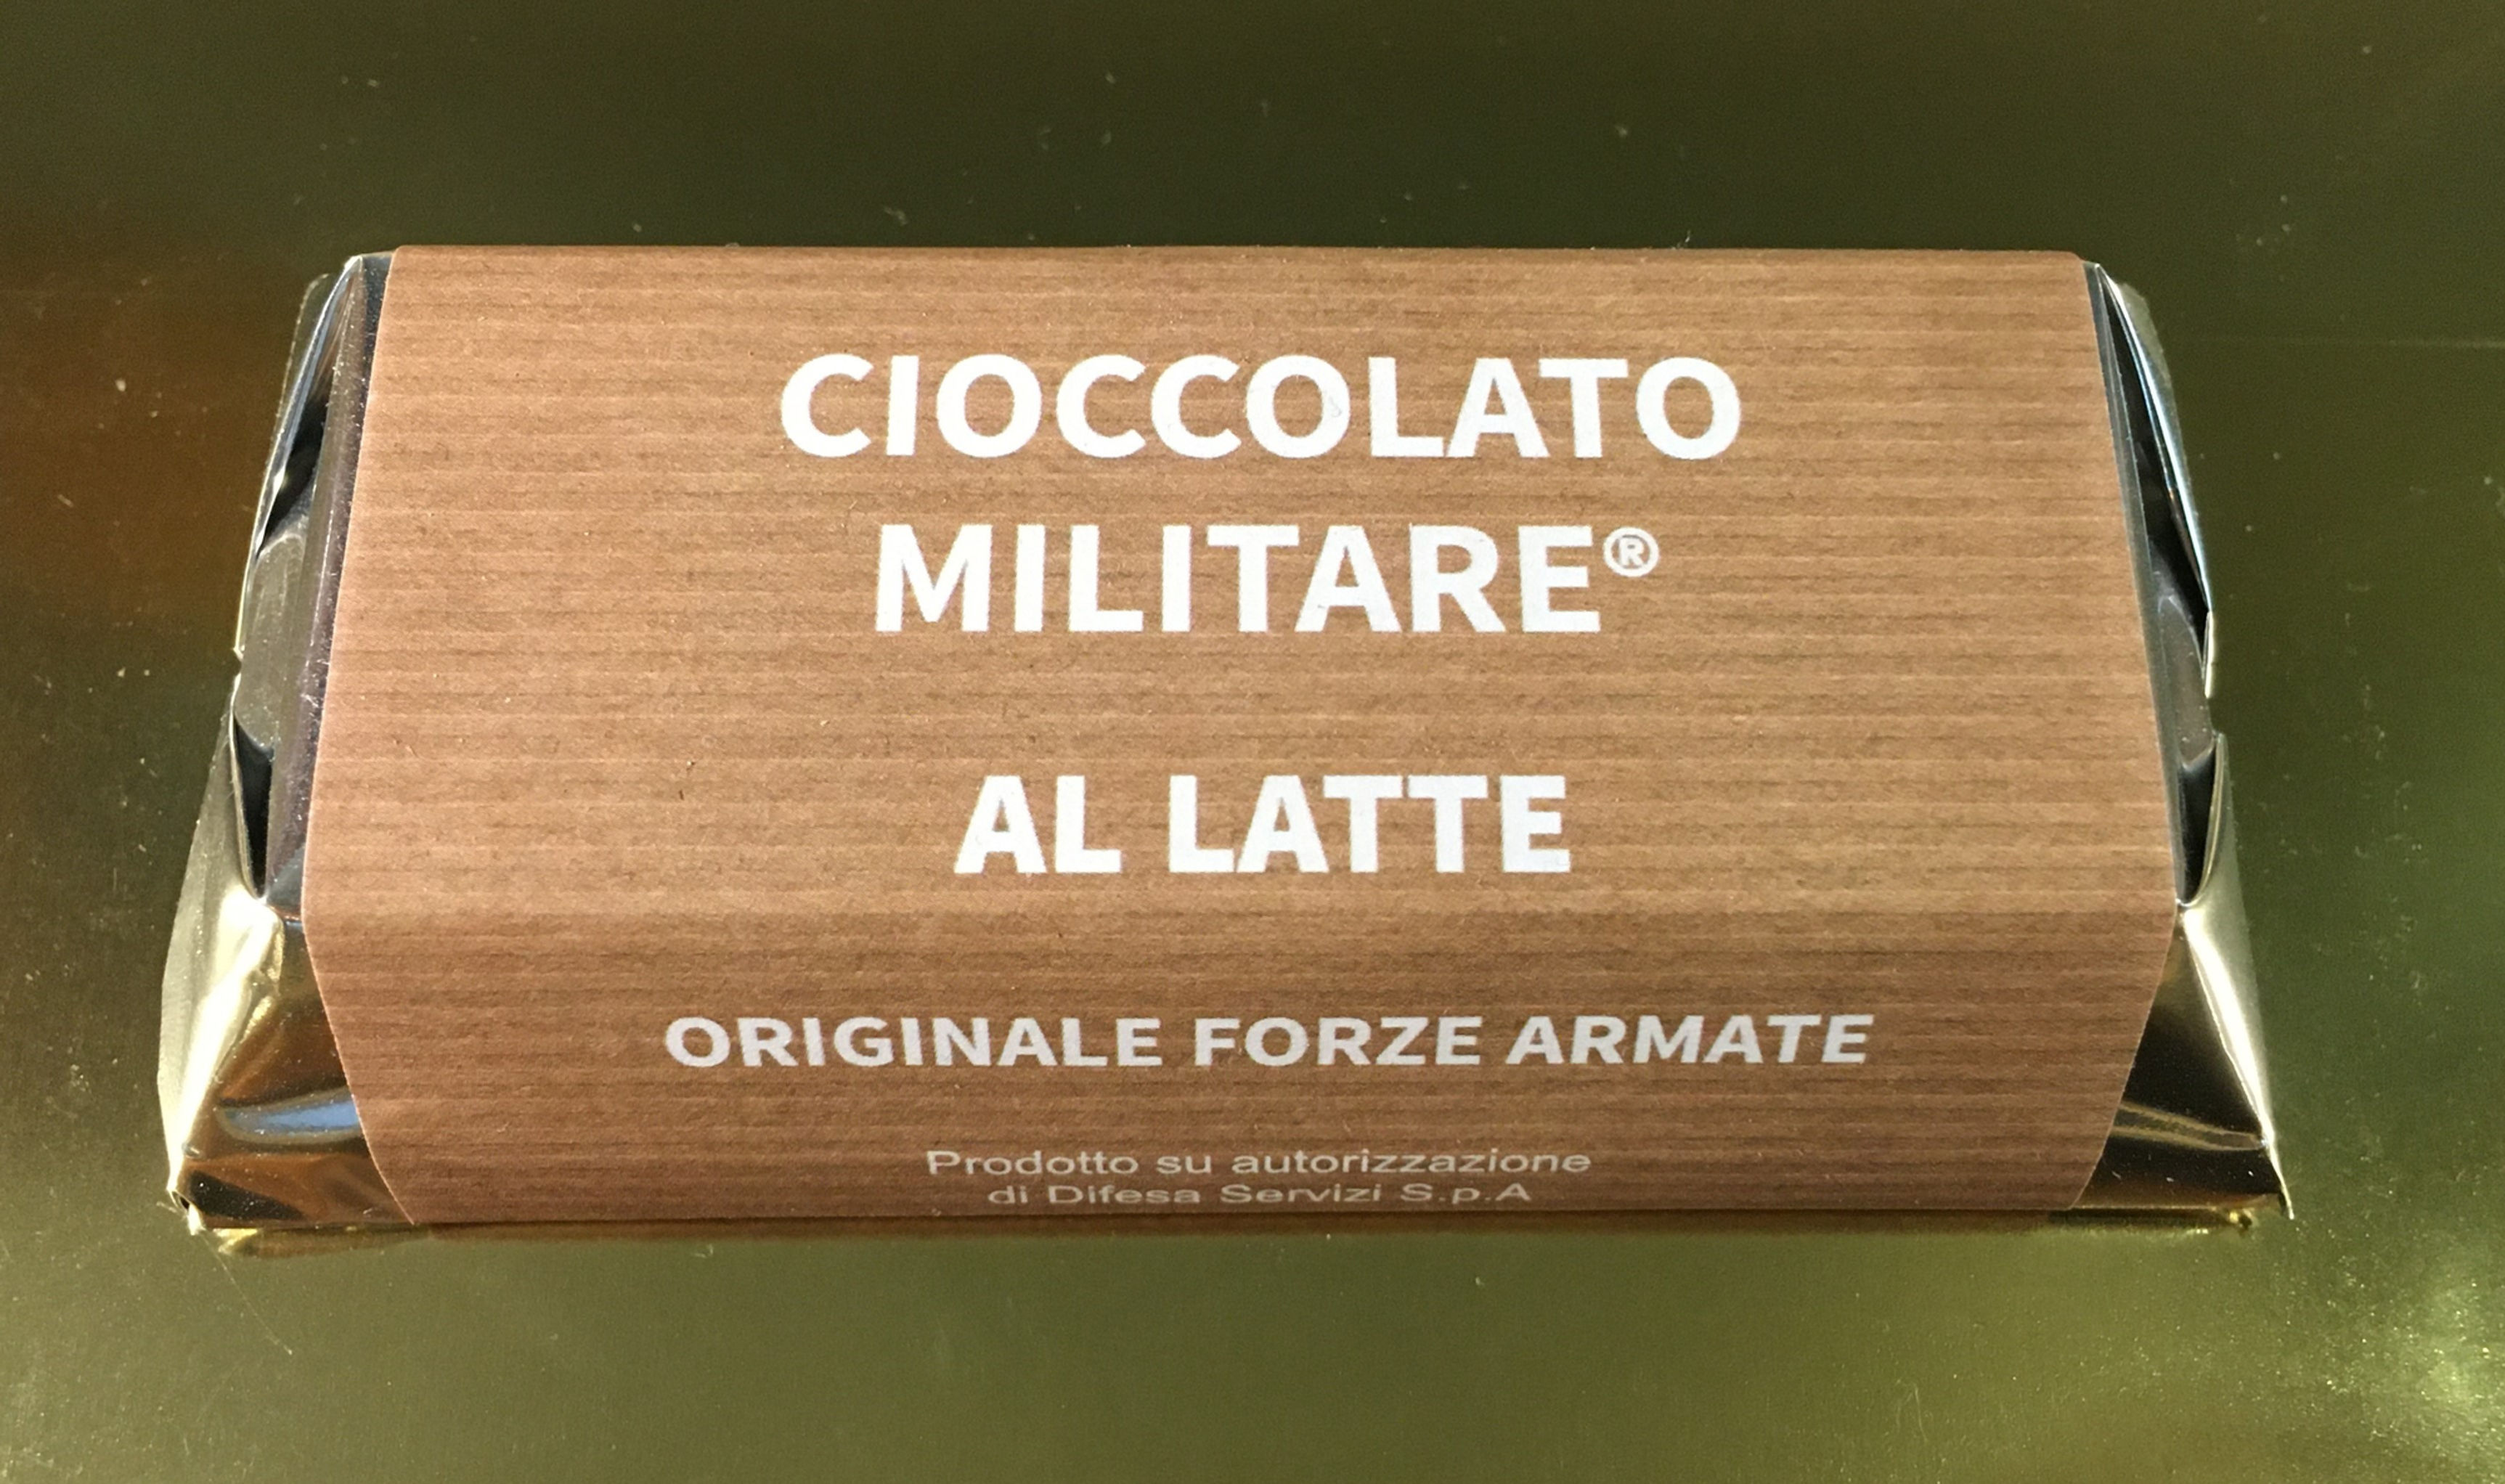 CIOCCOLATO
MILITARE®
AL LATTE
ORIGINALE FORZE ARMATE
Prodotto su autorizzazione
di Difesa Servizi S.p.A